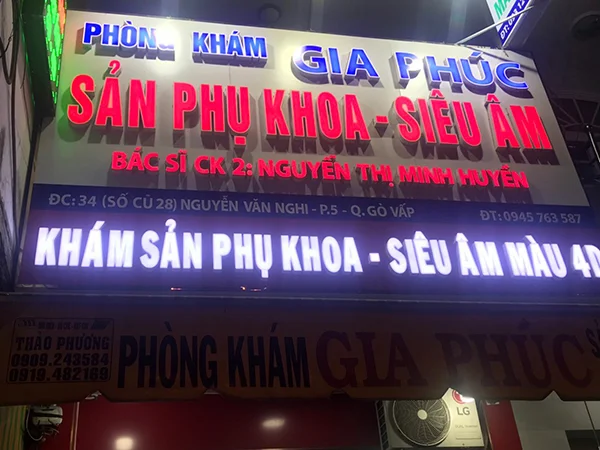 PHÒNG KHÁM GIA PHÚC
SẢN PHỤ KHOA - SIÊU ÂM
BÁC SĨ CK 2: NGUYỄN THỊ MINH HUYỀN
ĐC: 34 (SỐ CŨ 28) NGUYỄN VĂN NGHI - P.5 - Q. GÒ VẤP ĐT: 0945 763 587
KHÁM SẢN PHỤ KHOA - SIÊU ÂM MÀU 4D
THẢO PHƯƠNG
0909.243584
0919.482169
PHÒNG KHÁM GIA PHÚC
LG